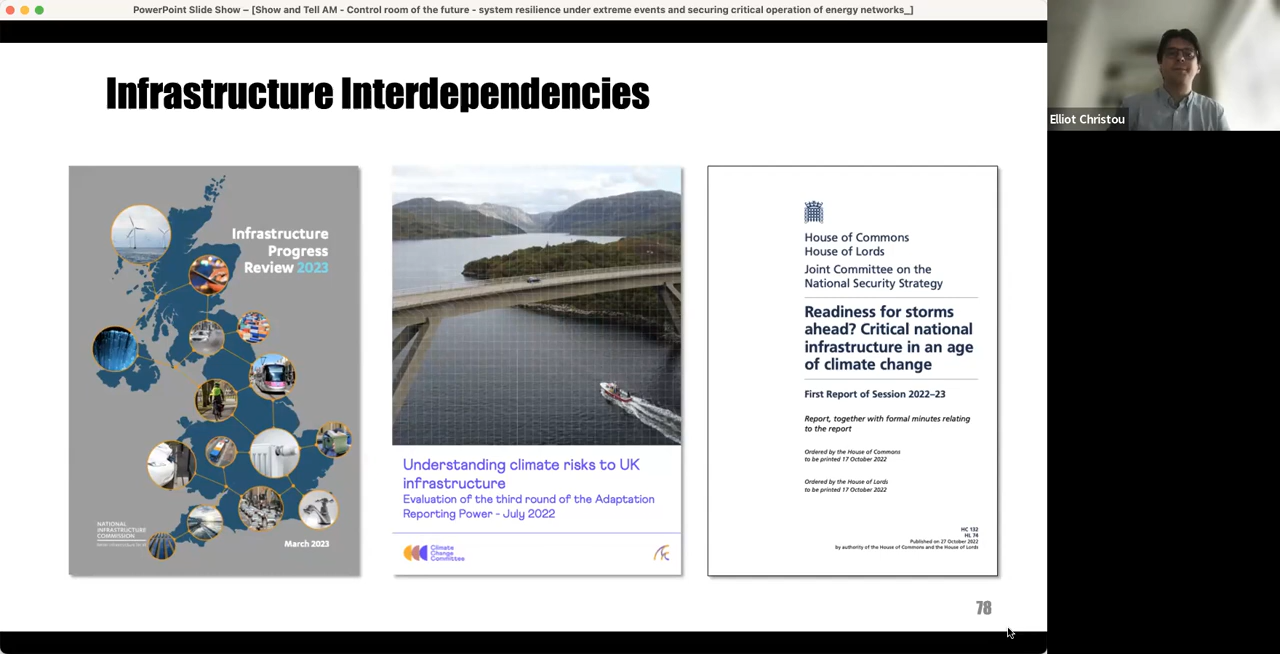 PowerPoint Slide Show – [Show and Tell AM - Control room of the future - system resilience under extreme events and securing critical operation of energy networks_]
Infrastructure Interdependencies
Infrastructure
Progress
Review 2023
NATIONAL
INFRASTRUCTURE
COMMISSION
March 2023
Understanding climate risks to UK
infrastructure
Evaluation of the third round of the Adaptation
Reporting Power - July 2022
Climate
Change
Committee
House of Commons
House of Lords
Joint Committee on the
National Security Strategy
Readiness for storms
ahead? Critical national
infrastructure in an age
of climate change
First Report of Session 2022–23
Report, together with formal minutes relating
to the report
Ordered by the House of Commons
to be printed 17 October 2022
Ordered by the House of Lords
to be printed 17 October 2022
HC 132
HL 74
Published on 27 October 2022
by authority of the House of Commons and the House of Lords
78
Elliot Christou